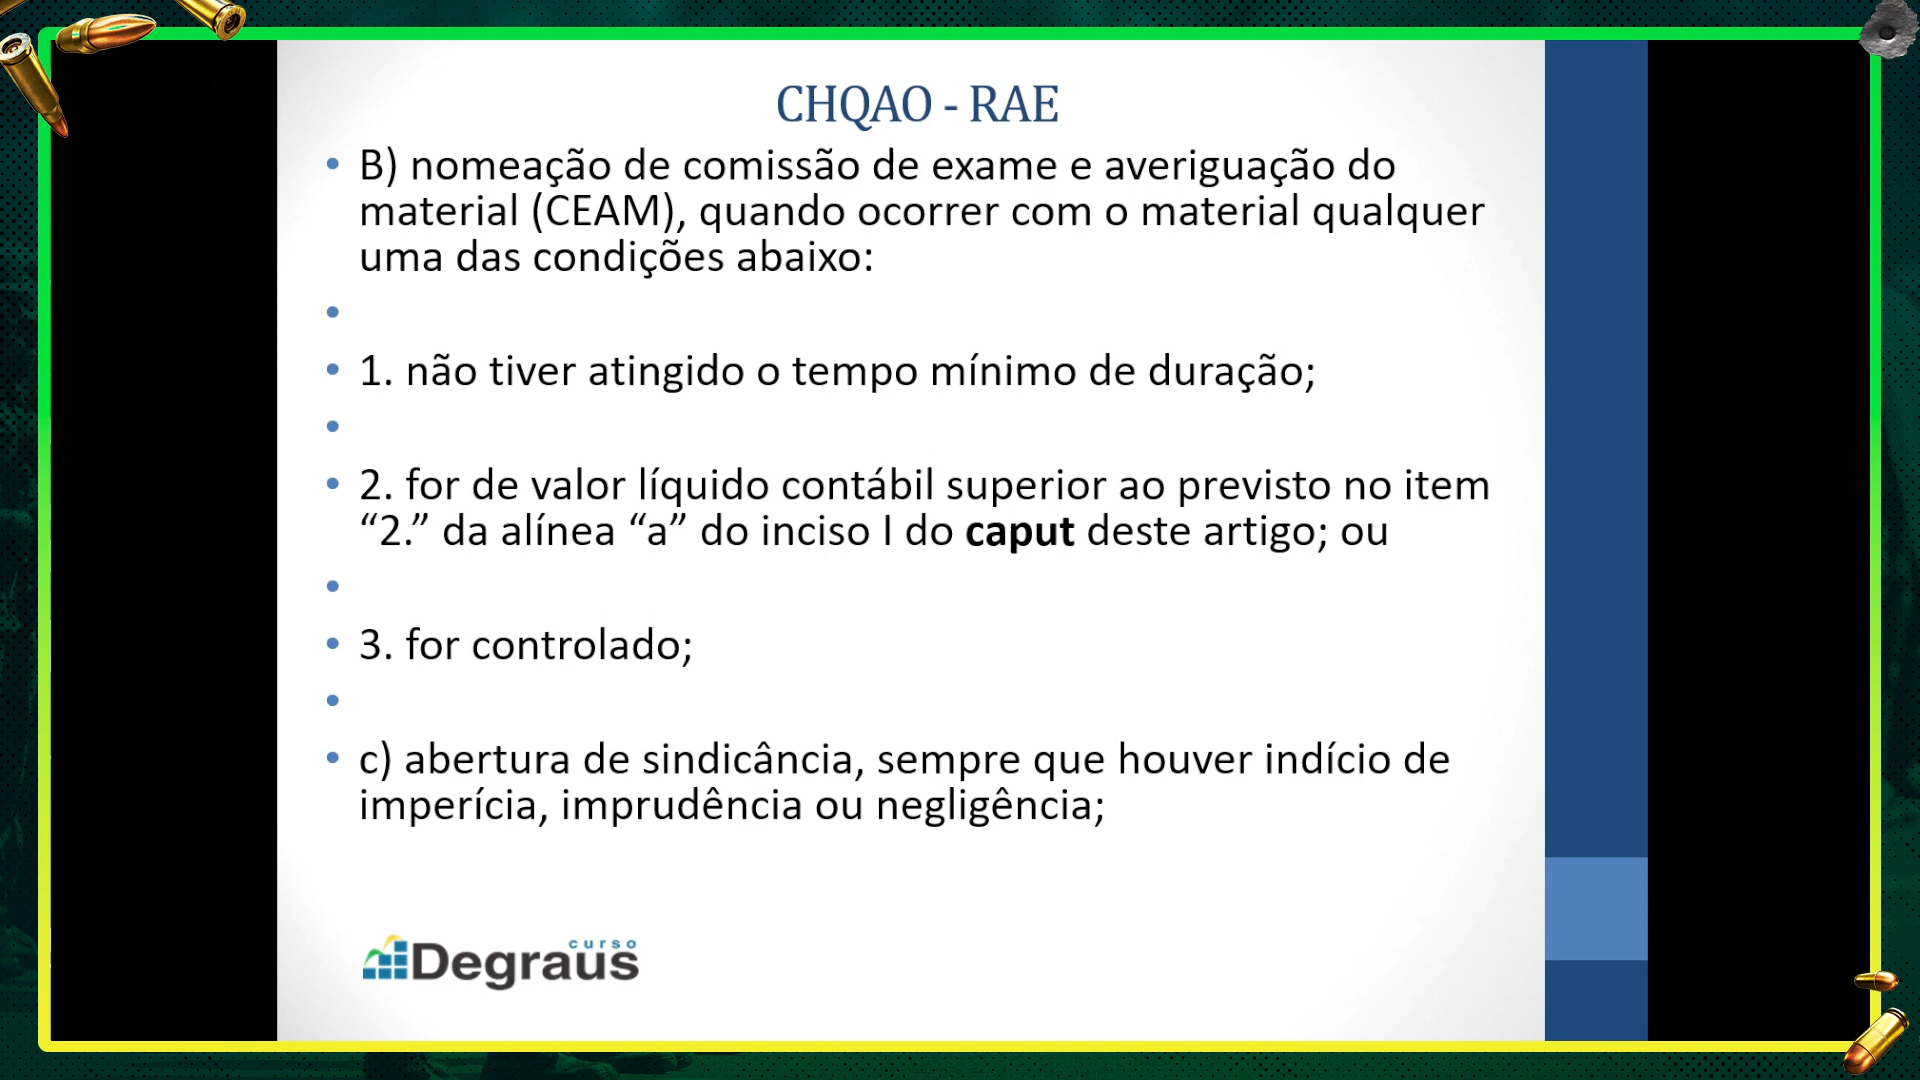 CHQAO - RAE
• B) nomeação de comissão de exame e averiguação do
material (CEAM), quando ocorrer com o material qualquer
uma das condições abaixo:
•
• 1. não tiver atingido o tempo mínimo de duração;
•
• 2. for de valor líquido contábil superior ao previsto no item
“2.” da alínea “a” do inciso I do caput deste artigo; ou
•
• 3. for controlado;
•
• c) abertura de sindicância, sempre que houver indício de
imperícia, imprudência ou negligência;
curso
Degraus